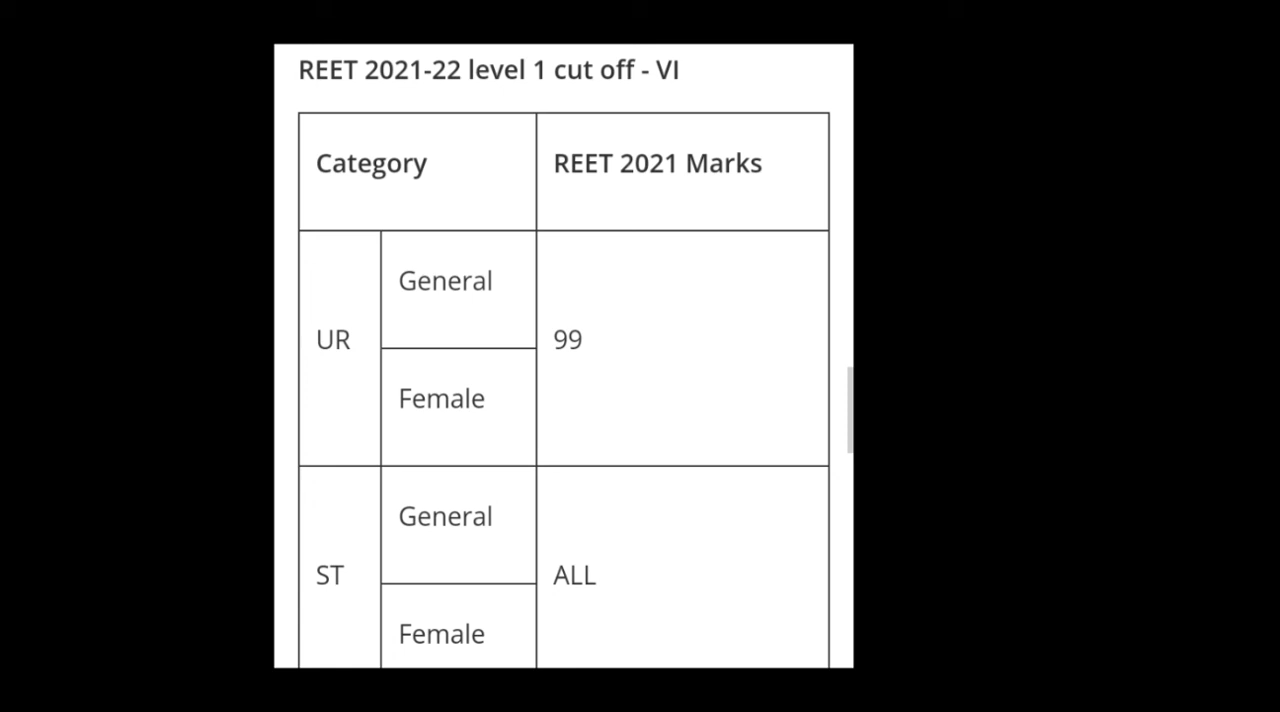 REET 2021-22 level 1 cut off - VI
Category REET 2021 Marks
General
UR 99
Female
General
ST ALL
Female